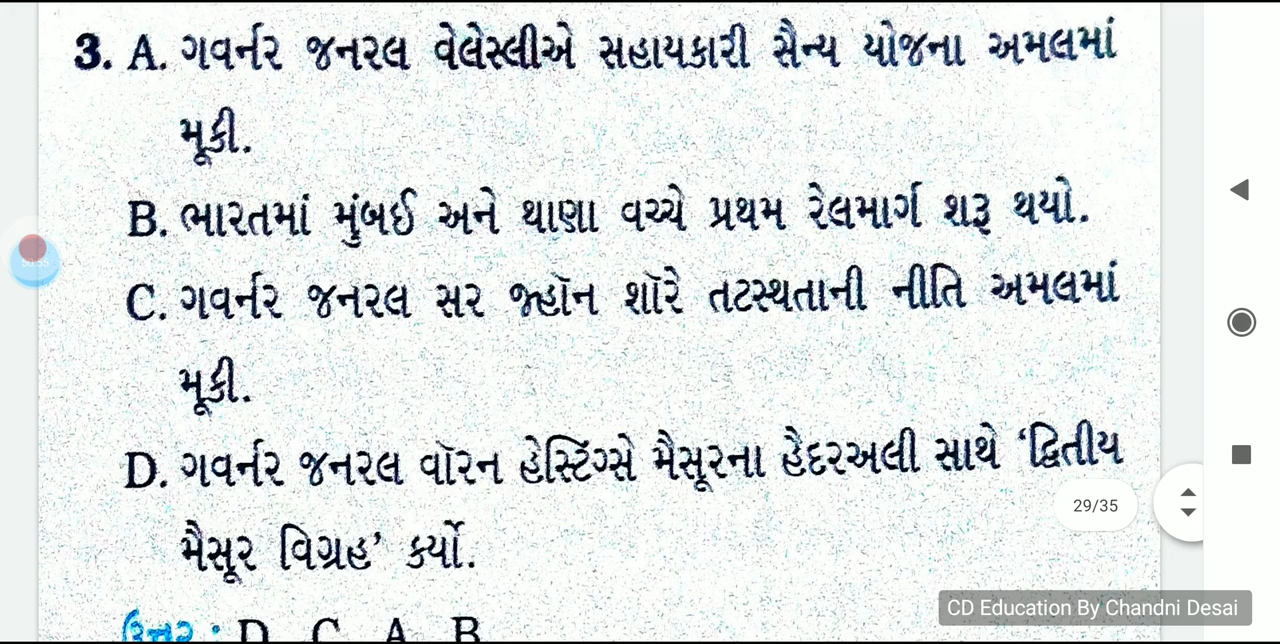 3. A. ગવર્નર જનરલ વેલેસ્લીએ સહાયકારી સૈન્ય યોજના અમલમાં
મૂકી.
B. ભારતમાં મુંબઈ અને થાણા વચ્ચે પ્રથમ રેલમાર્ગ શરૂ થયો.
C. ગવર્નર જનરલ સર જ્હૉન શૉરે તટસ્થતાની નીતિ અમલમાં
મૂકી.
D. ગવર્નર જનરલ વૉરન હેસ્ટિંગ્સે મૈસૂરના હૈદરઅલી સાથે ‘દ્વિતીય
29/35
મૈસૂર વિગ્રહ’ કર્યો.
CD Education By Chandni Desai
ઉત્તર : D, C, A, B